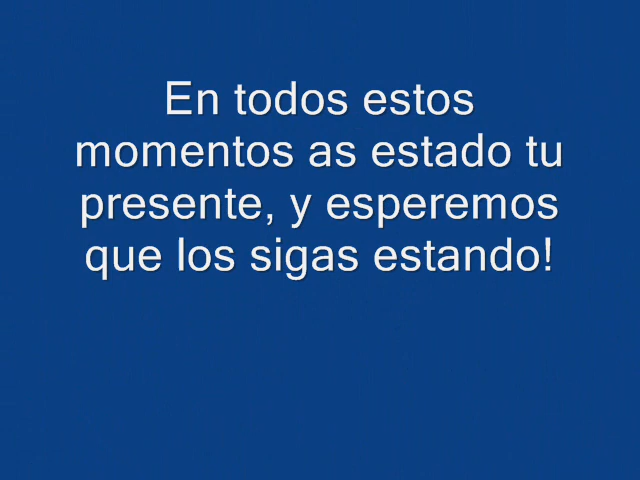 En todos estos
momentos as estado tu
presente, y esperemos
que los sigas estando!